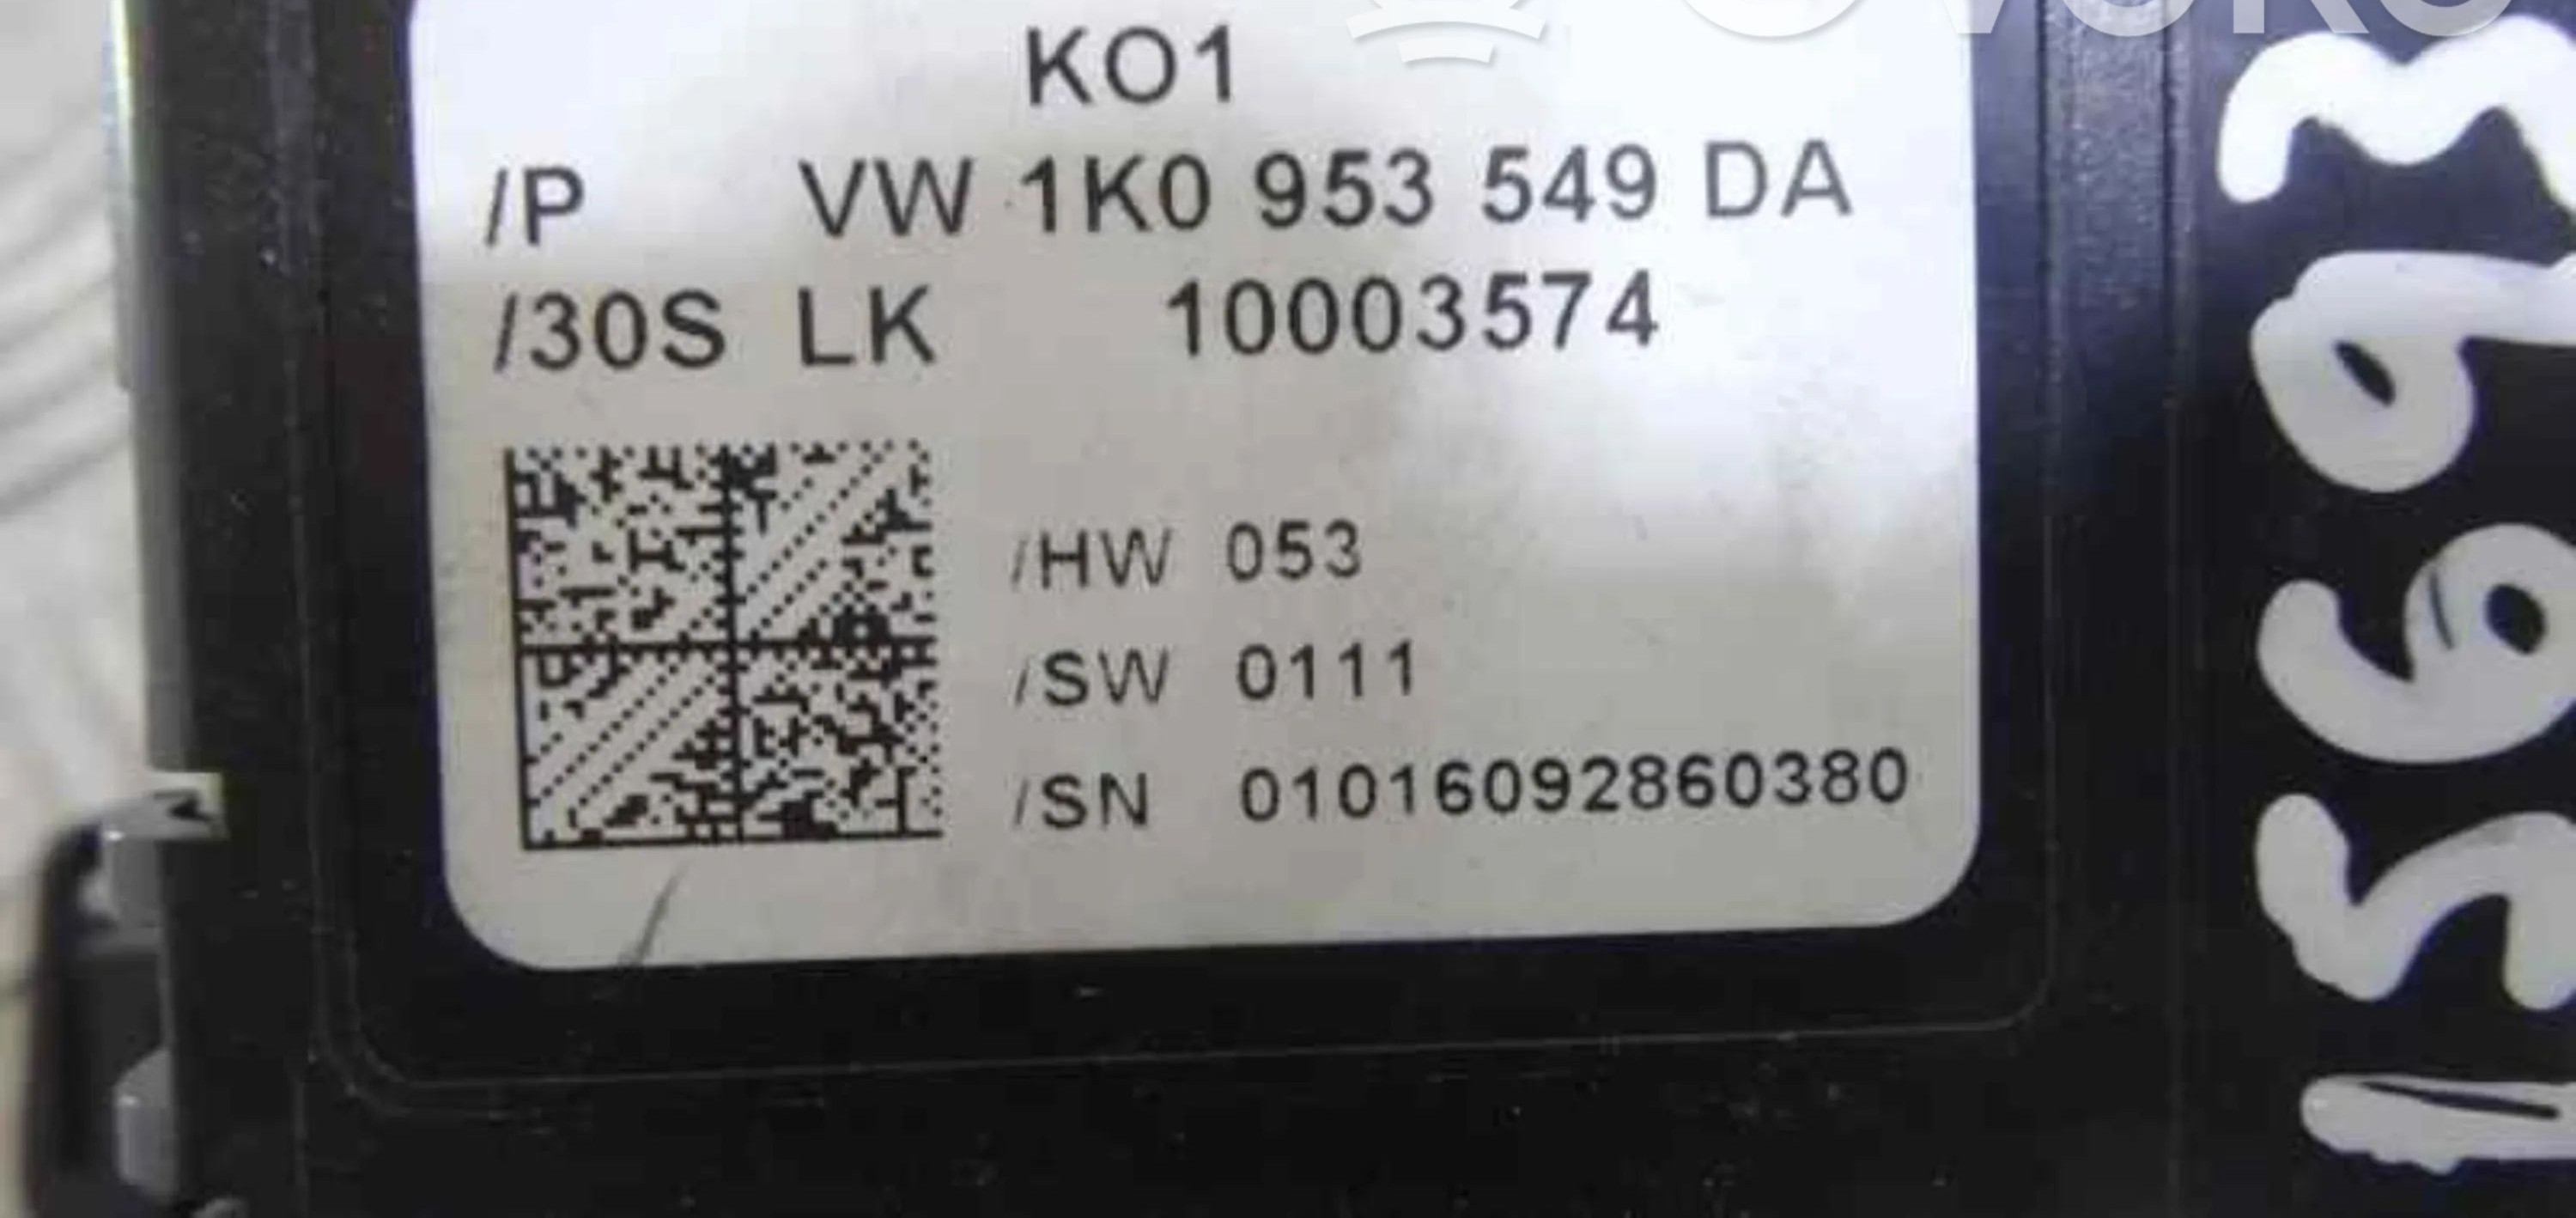 KO1
/P VW 1K0 953 549 DA
/30S LK 10003574
/HW 053
/SW 0111
/SN 01016092860380